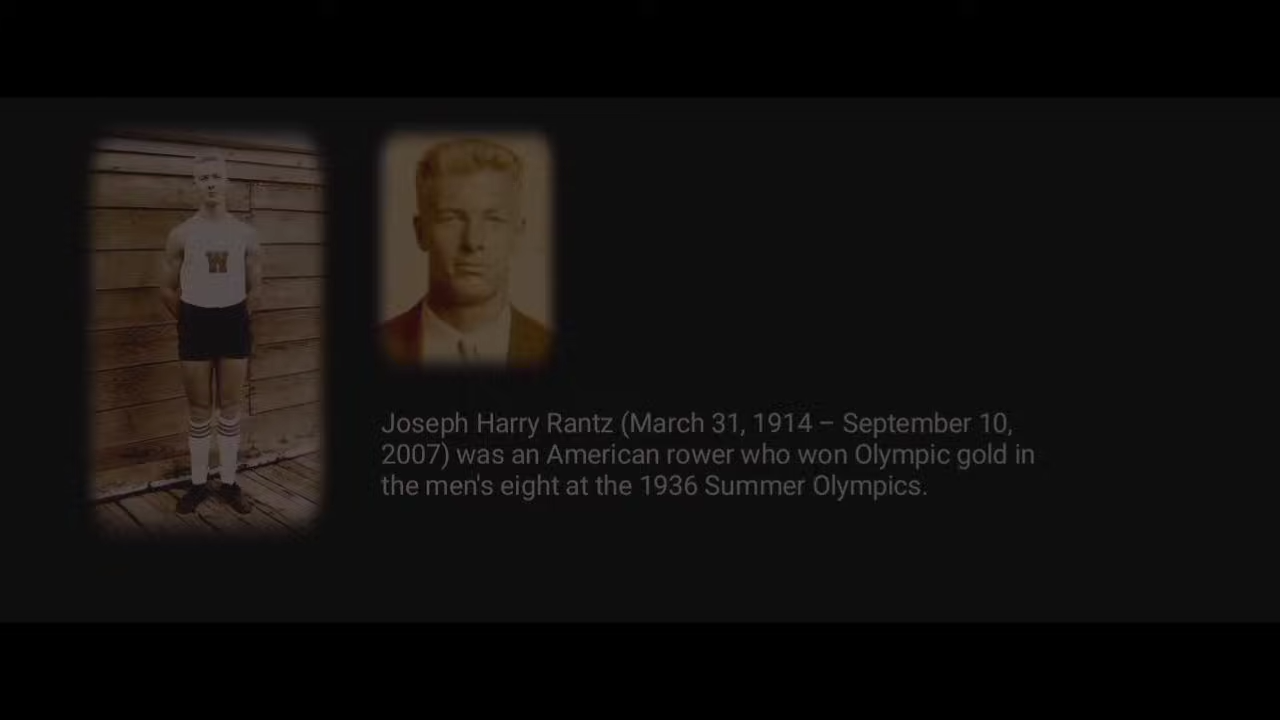 W
Joseph Harry Rantz (March 31, 1914 – September 10,
2007) was an American rower who won Olympic gold in
the men's eight at the 1936 Summer Olympics.